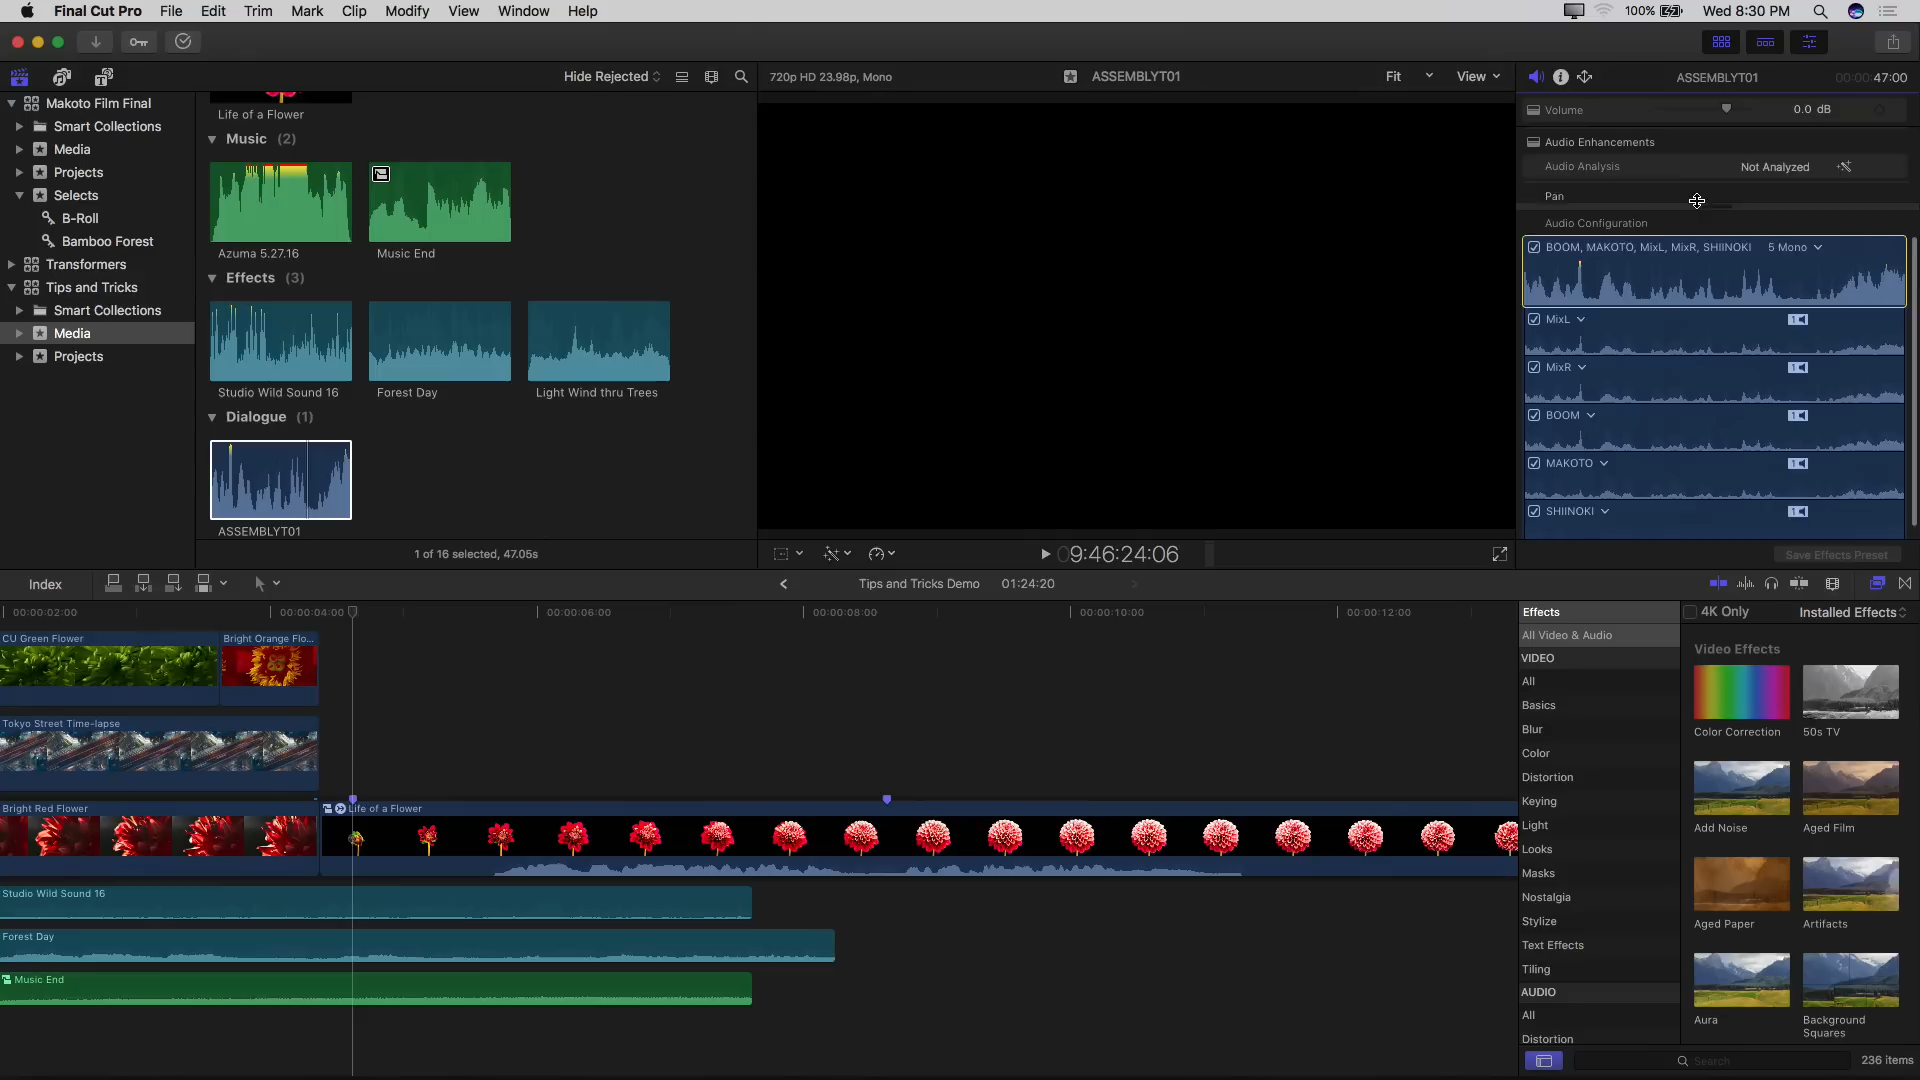 Final Cut Pro File Edit Trim Mark Clip Modify View Window Help 100% Wed 8:30 PM
Hide Rejected
720p HD 23.98p, Mono ASSEMBLYT01 Fit View
ASSEMBLYT01 00:00:47:00
Makoto Film Final
Smart Collections
Media
Projects
Selects
B-Roll
Bamboo Forest
Transformers
Tips and Tricks
Smart Collections
Media
Projects
Life of a Flower
Music (2)
Azuma 5.27.16 Music End
Effects (3)
Studio Wild Sound 16 Forest Day Light Wind thru Trees
Dialogue (1)
ASSEMBLYT01
1 of 16 selected, 47.05s
09:46:24:06
Volume 0.0 dB
Audio Enhancements
Audio Analysis Not Analyzed
Pan
Audio Configuration
BOOM, MAKOTO, MixL, MixR, SHIINOKI 5 Mono
MixL 1
MixR 1
BOOM 1
MAKOTO 1
SHIINOKI 1
Save Effects Preset
Index Tips and Tricks Demo 01:24:20
00:00:02:00 00:00:04:00 00:00:06:00 00:00:08:00 00:00:10:00 00:00:12:00
CU Green Flower Bright Orange Flo...
Tokyo Street Time-lapse
Bright Red Flower Life of a Flower
Studio Wild Sound 16
Forest Day
Music End
Effects
All Video & Audio
VIDEO
All
Basics
Blur
Color
Distortion
Keying
Light
Looks
Masks
Nostalgia
Stylize
Text Effects
Tiling
AUDIO
All
Distortion
4K Only Installed Effects
Video Effects
Color Correction 50s TV
Add Noise Aged Film
Aged Paper Artifacts
Aura Background
Squares
Search 236 items